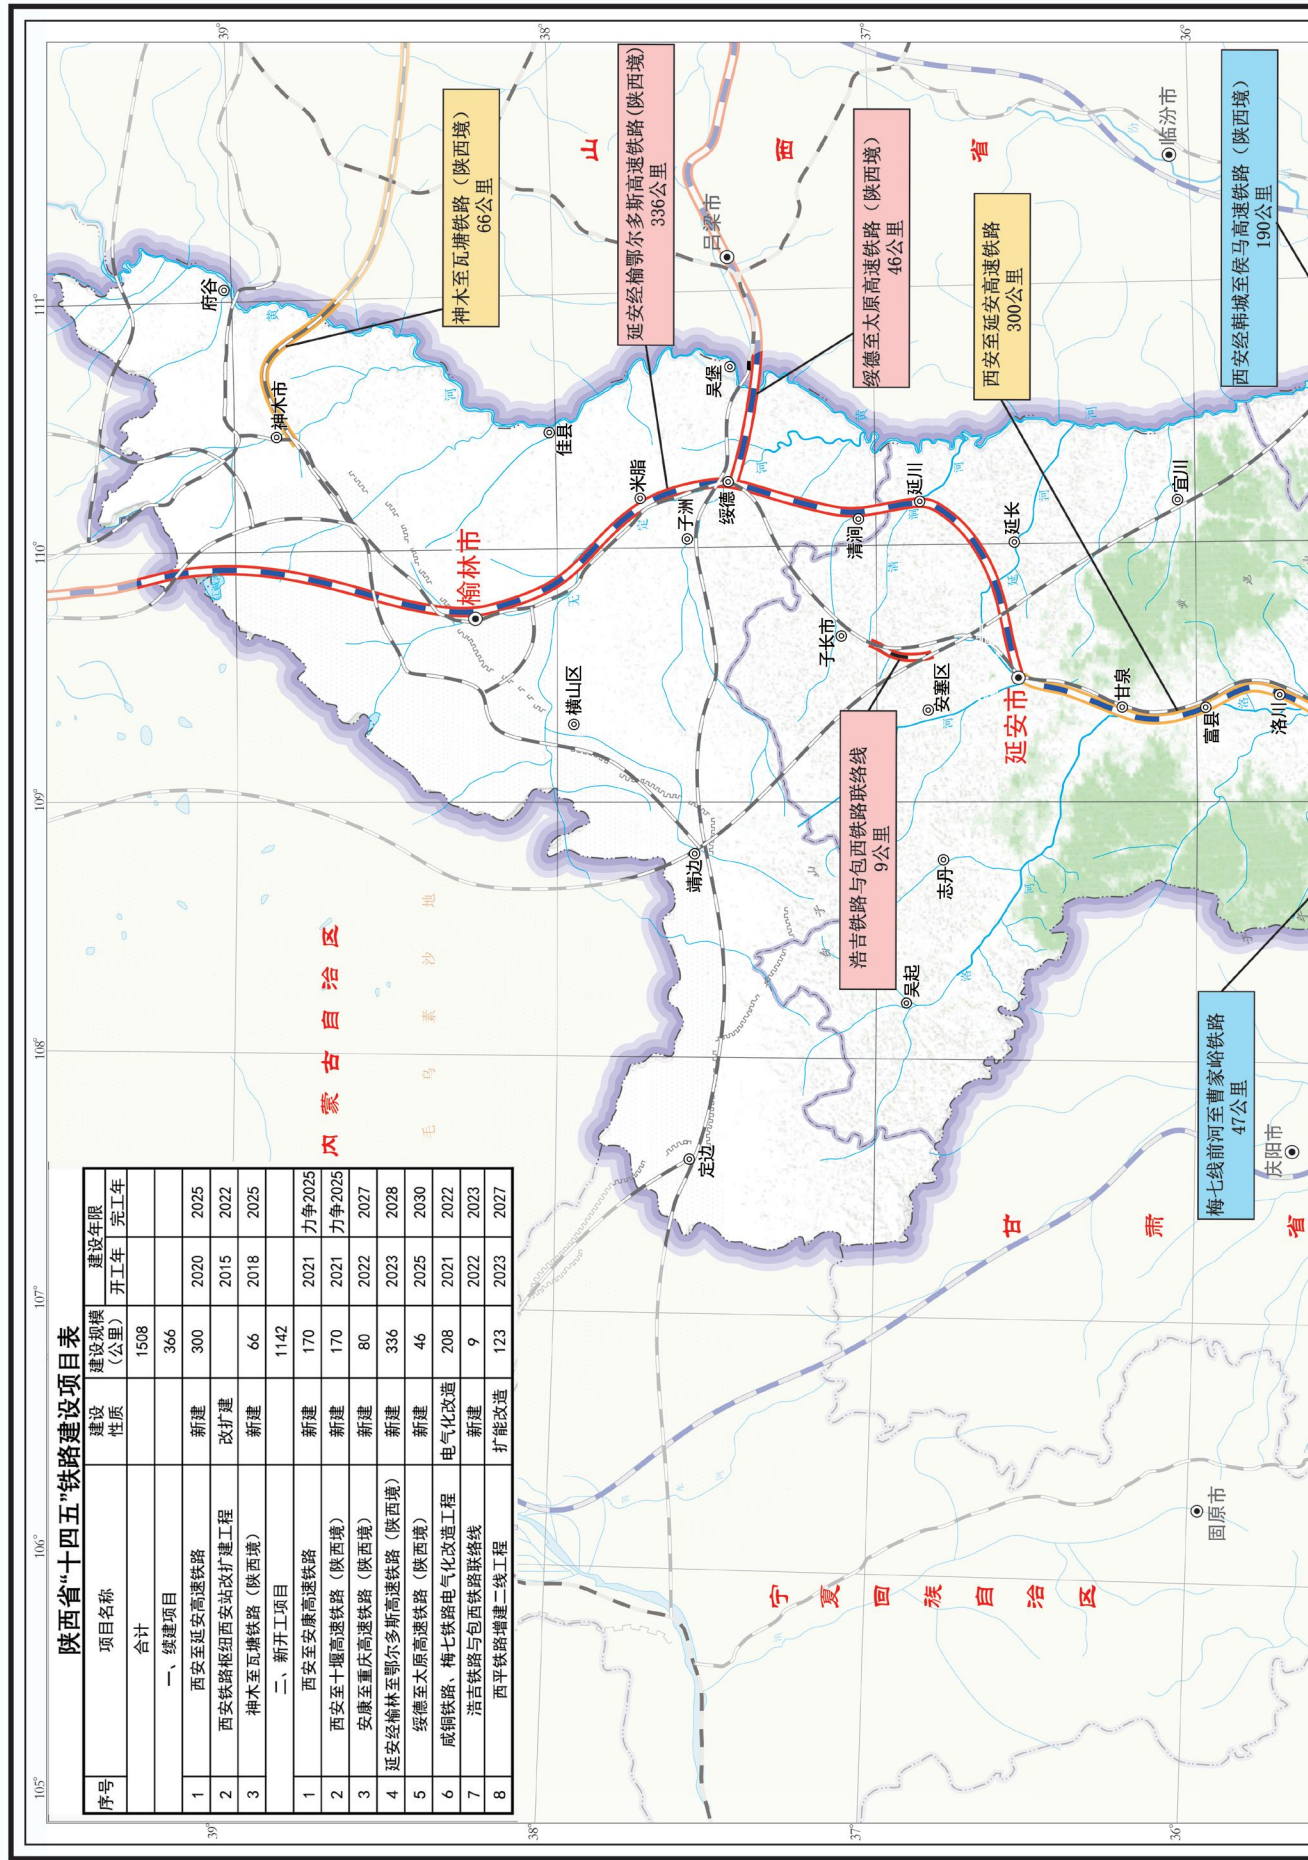 陕西省“十四五”铁路建设项目表
序号 项目名称 建设性质 建设规模（公里） 建设年限 开工年 完工年
合计 1508
一、续建项目 366
1 西安至延安高速铁路 新建 300 2020 2025
2 西安铁路枢纽西安站改扩建工程 改扩建 2015 2022
3 神木至瓦塘铁路（陕西境） 新建 66 2018 2025
二、新开工项目 1142
1 西安至安康高速铁路 新建 170 2021 力争2025
2 西安至十堰高速铁路（陕西境） 新建 170 2021 力争2025
3 安康至重庆高速铁路（陕西境） 新建 80 2022 2027
4 延安经榆林至鄂尔多斯高速铁路（陕西境） 新建 336 2023 2028
5 绥德至太原高速铁路（陕西境） 新建 46 2025 2030
6 咸铜铁路、梅七铁路电气化改造工程 电气化改造 208 2021 2022
7 浩吉铁路与包西铁路联络线 新建 9 2022 2023
8 西平铁路增建二线工程 扩能改造 123 2023 2027
105°
106°
107°
108°
109°
110°
111°
39°
38°
37°
36°
39°
38°
37°
36°
神木至瓦塘铁路（陕西境）
66公里
延安经榆鄂尔多斯高速铁路(陕西境)
336公里
绥德至太原高速铁路（陕西境）
46公里
西安至延安高速铁路
300公里
西安经韩城至侯马高速铁路（陕西境）
190公里
浩吉铁路与包西铁路联络线
9公里
梅七线前河至曹家峪铁路
47公里
内蒙古自治区
毛乌素沙地
山西省
宁夏回族自治区
甘肃省
府谷
神木市
榆林市
佳县
米脂
子洲
绥德
吴堡
吕梁市
横山区
靖边
定边
清涧
延川
延长
子长市
安塞区
延安市
志丹
吴起
甘泉
富县
洛川
宜川
临汾市
庆阳市
固原市
黄
河
无
定
河
黄
河
清
涧
河
延
河
洛
河
白
于
山